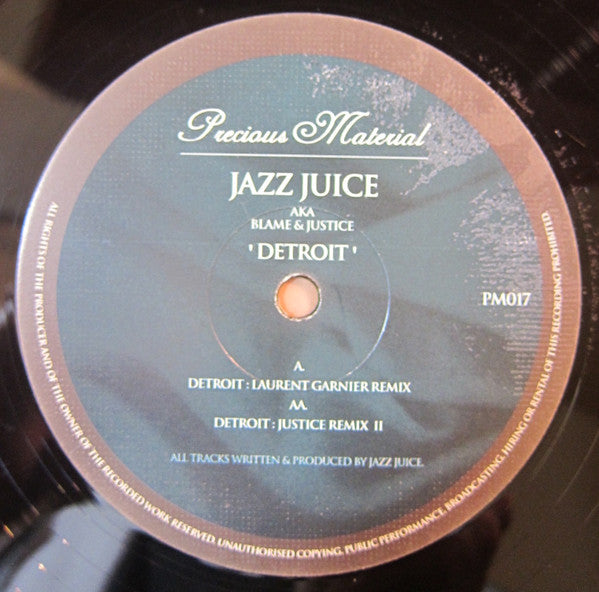 Precious Material
JAZZ JUICE
AKA
BLAME & JUSTICE
' DETROIT '
PM017
A.
DETROIT : LAURENT GARNIER REMIX
AA.
DETROIT : JUSTICE REMIX II
ALL TRACKS WRITTEN & PRODUCED BY JAZZ JUICE.
ALL RIGHTS OF THE PRODUCER AND OF THE OWNER OF THE RECORDED WORK RESERVED. UNAUTHORISED COPYING, PUBLIC PERFORMANCE, BROADCASTING, HIRING OR RENTAL OF THIS RECORDING PROHIBITED.